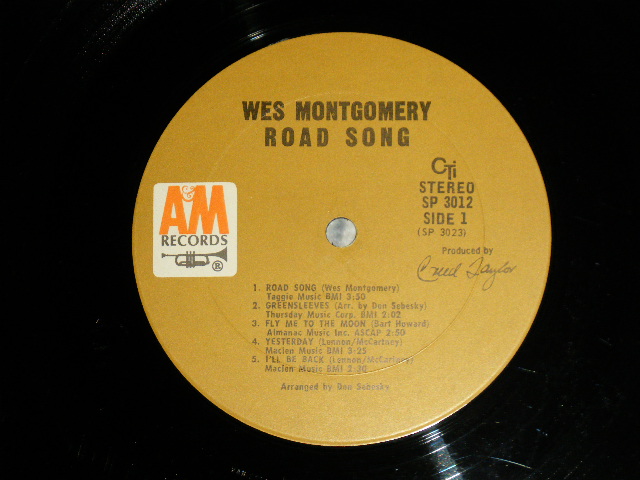 WES MONTGOMERY
ROAD SONG
CTi
STEREO
SP 3012
SIDE 1
(SP 3023)
Produced by
Creed Taylor
A&M
RECORDS
®
1. ROAD SONG (Wes Montgomery)
Taggie Music BMI 3:50
2. GREENSLEEVES (Arr. by Don Sebesky)
Thursday Music Corp. BMI 2:02
3. FLY ME TO THE MOON (Bart Howard)
Almanac Music Inc. ASCAP 2:50
4. YESTERDAY (Lennon/McCartney)
Maclen Music BMI 3:25
5. I'LL BE BACK (Lennon/McCartney)
Maclen Music BMI 2:20
Arranged by Don Sebesky